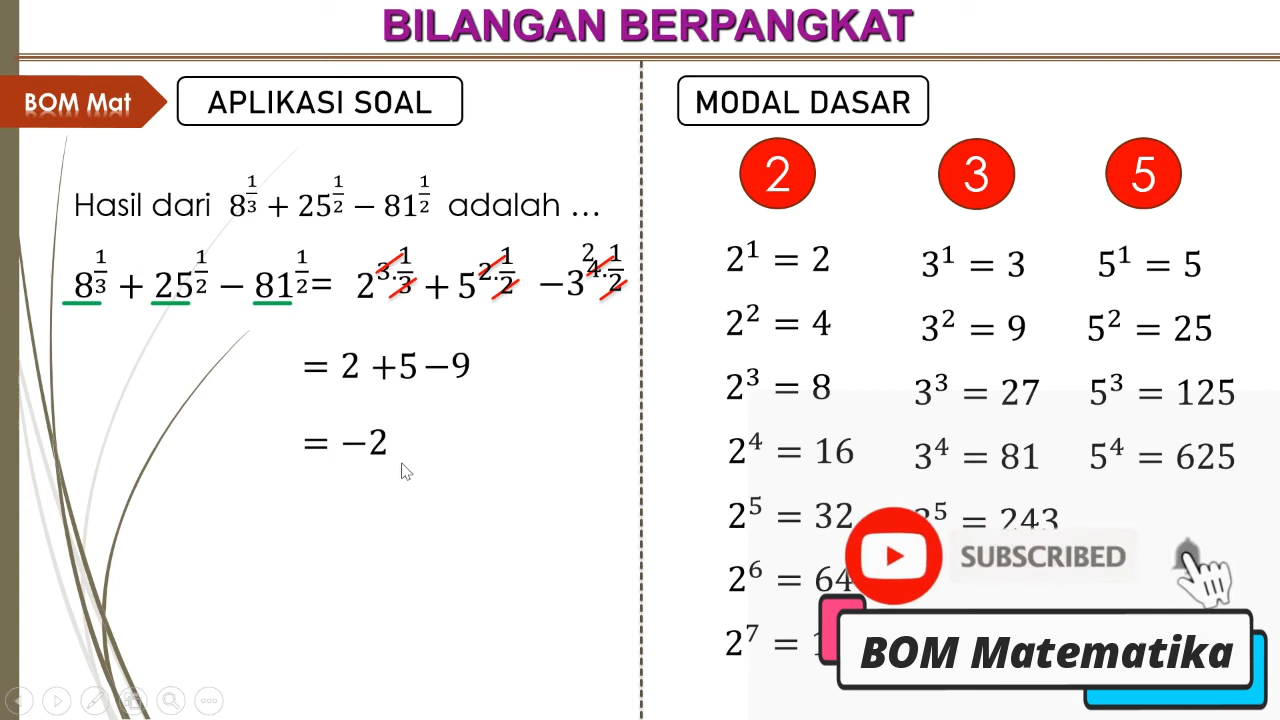 BILANGAN BERPANGKAT
BOM Mat
APLIKASI SOAL
Hasil dari 8^{1/3} + 25^{1/2} − 81^{1/2} adalah …
8^{1/3} + 25^{1/2} − 81^{1/2} = 2^{3.1/3} + 5^{2.1/2} −3^{4.1/2} 2
= 2 +5 −9
= −2
MODAL DASAR
2 3 5
2¹ = 2 3¹ = 3 5¹ = 5
2² = 4 3² = 9 5² = 25
2³ = 8 3³ = 27 5³ = 125
2⁴ = 16 3⁴ = 81 5⁴ = 625
2⁵ = 32 3⁵ = 243
2⁶ = 64
2⁷ =
SUBSCRIBED
BOM Matematika